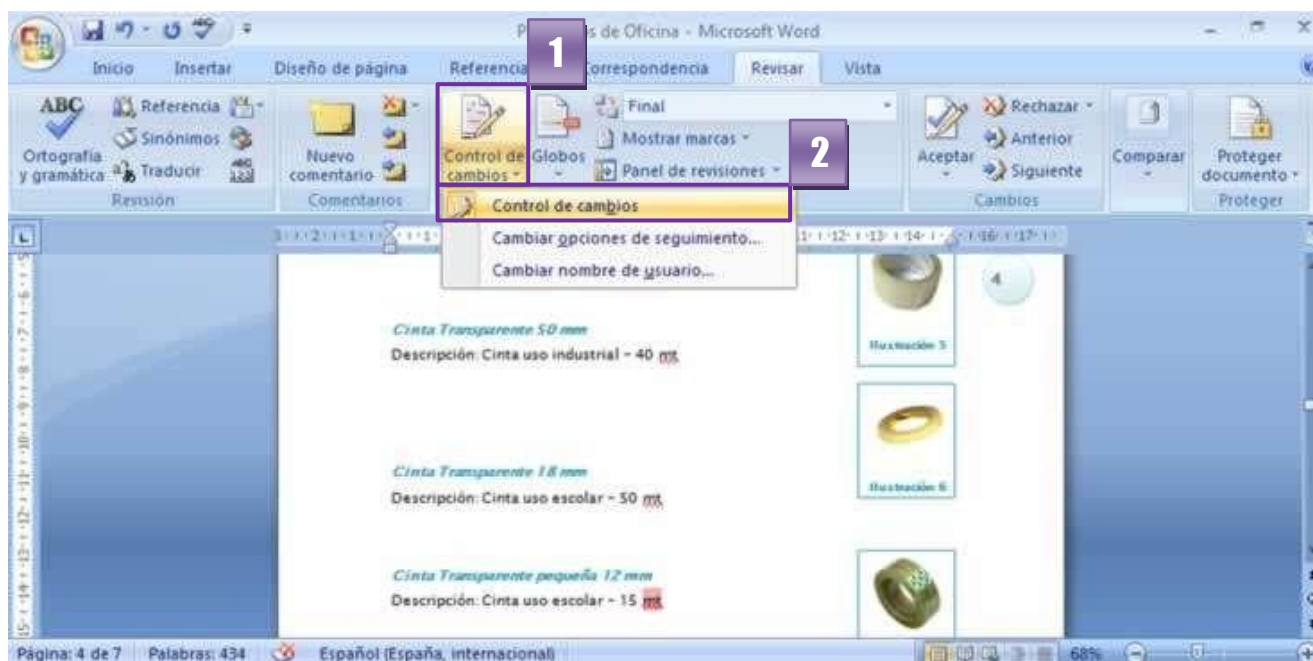 1
s de Oficina - Microsoft Word
Inicio Insertar Diseño de página Referencia orrespondencia Revisar Vista
ABC Referencia
Sinónimos
Ortografía y gramática
Traducir
Revisión
Nuevo comentario
Comentarios
Control de cambios
Globos
Final
Mostrar marcas
Panel de revisiones
2
Aceptar
Rechazar
Anterior
Siguiente
Cambios
Comparar
Proteger documento
Proteger
Control de cambios
Cambiar opciones de seguimiento...
Cambiar nombre de usuario...
4
Cinta Transparente 50 mm
Descripción: Cinta uso industrial - 40 mt
Ilustración 5
Cinta Transparente 18 mm
Descripción: Cinta uso escolar - 50 mt
Ilustración 6
Cinta Transparente pequeña 12 mm
Descripción: Cinta uso escolar - 15 mt
Página: 4 de 7 Palabras: 434 Español (España, internacional) 68%